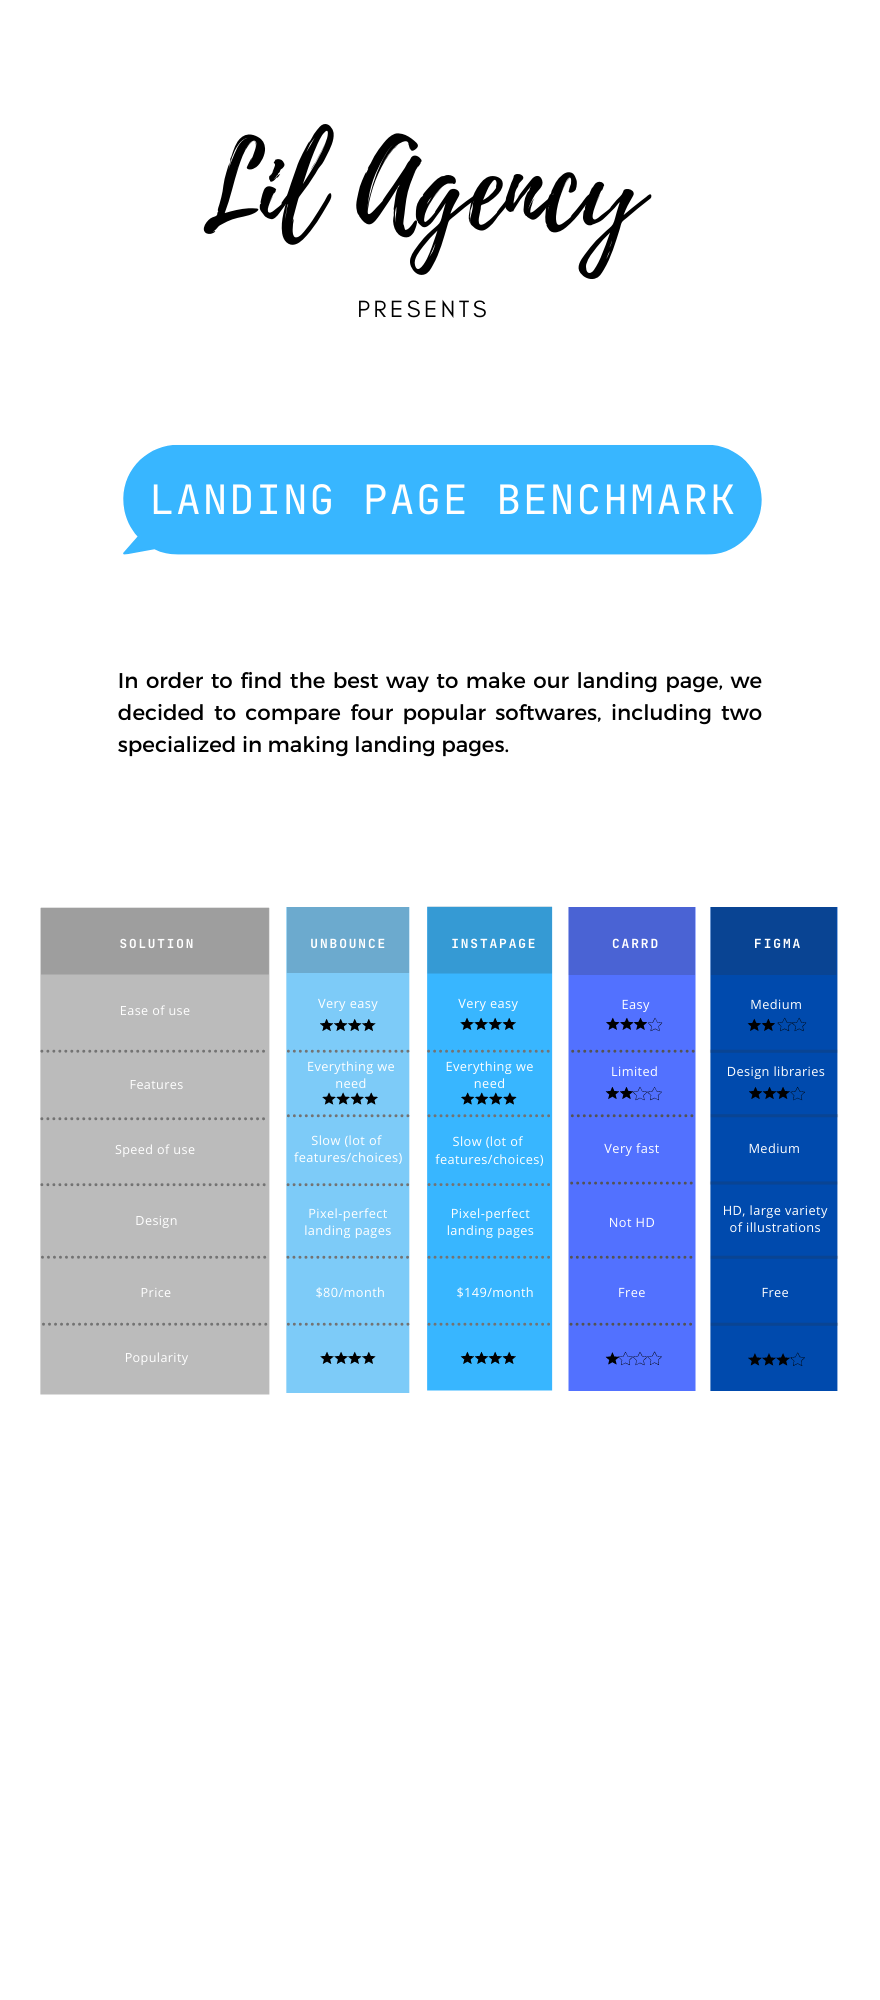 Lil Agency
PRESENTS
LANDING PAGE BENCHMARK
In order to find the best way to make our landing page, we
decided to compare four popular softwares, including two
specialized in making landing pages.
SOLUTION UNBOUNCE INSTAPAGE CARRD FIGMA
Ease of use Very easy Very easy Easy Medium
★★★★ ★★★★ ★★★☆ ★★☆☆
Features Everything we Everything we Limited Design libraries
need need
★★★★ ★★★★ ★★☆☆ ★★★☆
Speed of use Slow (lot of Slow (lot of Very fast Medium
features/choices) features/choices)
Design Pixel-perfect Pixel-perfect Not HD HD, large variety
landing pages landing pages of illustrations
Price $80/month $149/month Free Free
Popularity ★★★★ ★★★★ ★☆☆☆ ★★★☆